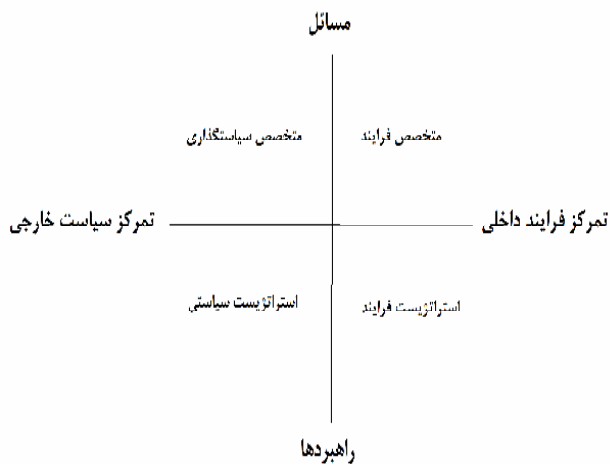 مسائل
متخصص فرایند
متخصص سیاستگذاری
تمرکز فرایند داخلی
تمرکز سیاست خارجی
استراتژیست فرایند
استراتژیست سیاستی
راهبردها